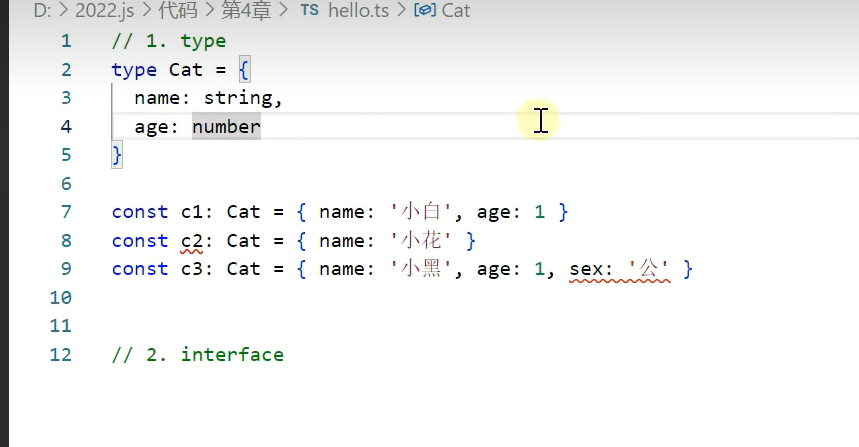 D: > 2022.js > 代码 > 第4章 > TS hello.ts > Cat
1 // 1. type
2 type Cat = {
3 name: string,
4 age: number
5 }
6
7 const c1: Cat = { name: '小白', age: 1 }
8 const c2: Cat = { name: '小花' }
9 const c3: Cat = { name: '小黑', age: 1, sex: '公' }
10
11
12 // 2. interface